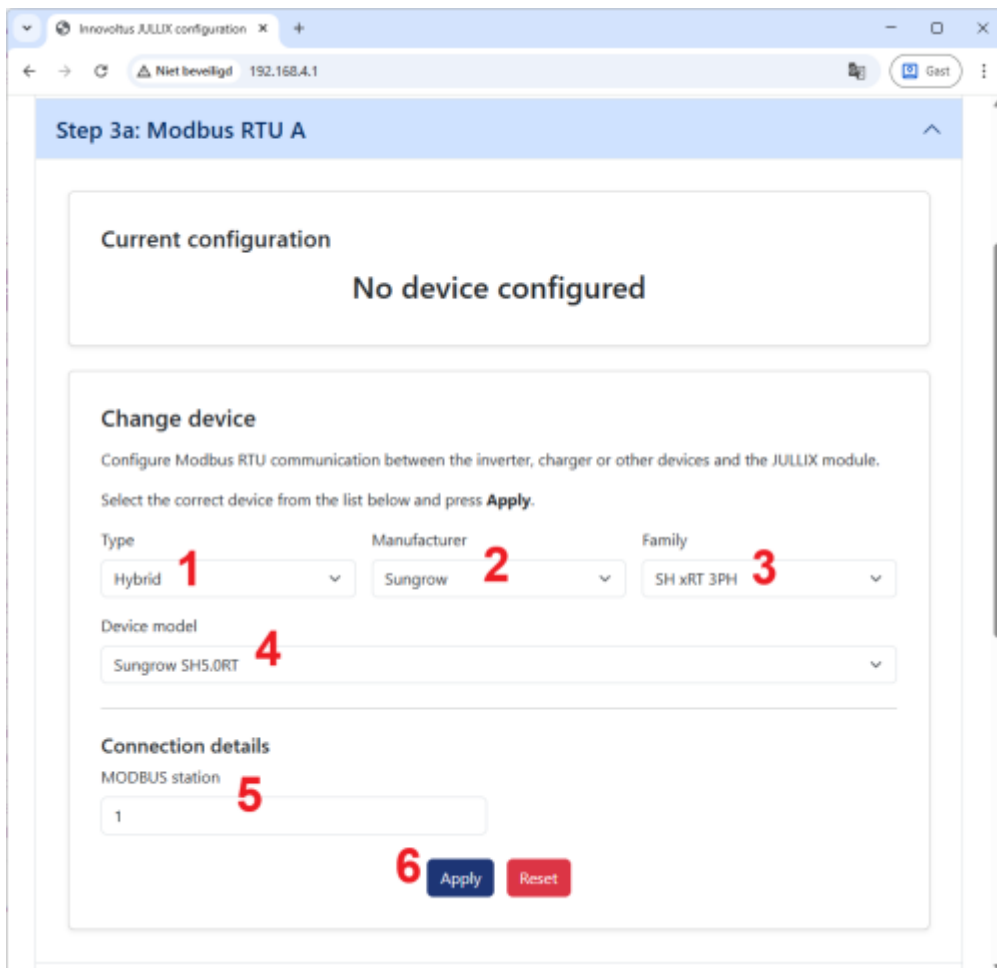 Innovoltus JULLIX configuration
Niet beveiligd 192.168.4.1 Gast
Step 3a: Modbus RTU A
Current configuration
No device configured
Change device
Configure Modbus RTU communication between the inverter, charger or other devices and the JULLIX module.
Select the correct device from the list below and press Apply.
Type Manufacturer Family
Hybrid 1 Sungrow 2 SH xRT 3PH 3
Device model
Sungrow SH5.0RT 4
Connection details
MODBUS station
5
1
6 Apply Reset